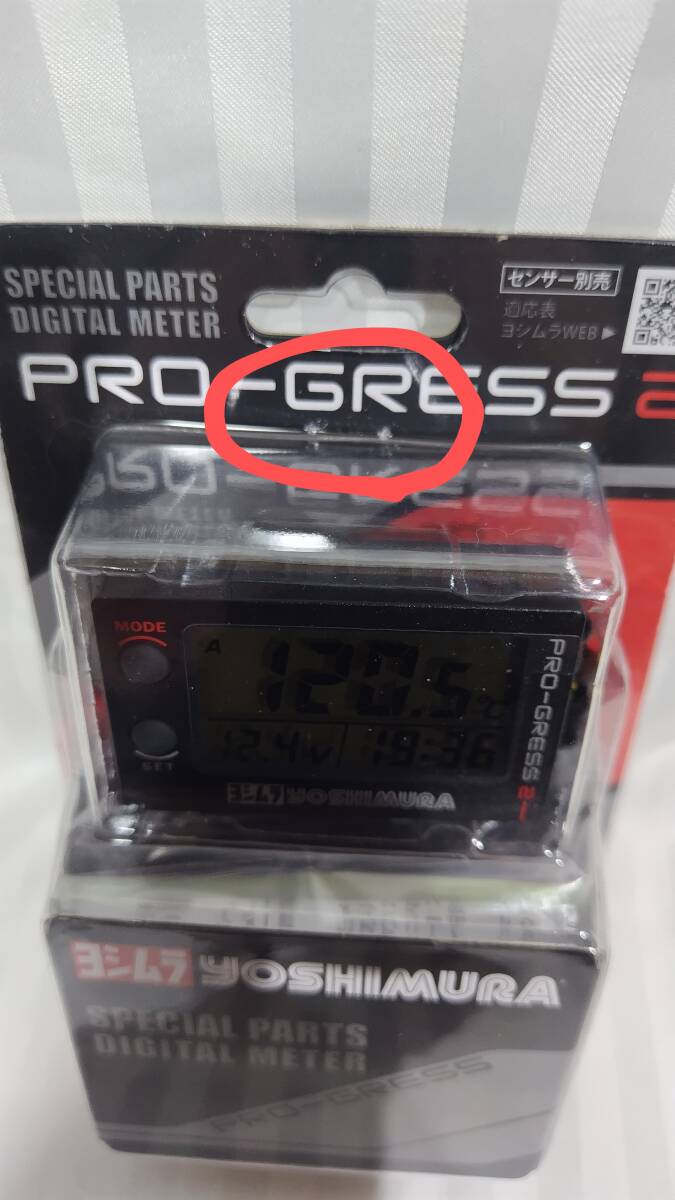 SPECIAL PARTS
DIGITAL METER
センサー別売
適応表
ヨシムラWEB▶
PRO-GRESS 2
MODE
SET
A
120.5℃
12.4V
19:36
PRO-GRESS 2
ヨシムラ YOSHIMURA
ヨシムラ YOSHIMURA
SPECIAL PARTS
DIGITAL METER
PRO-GRESS